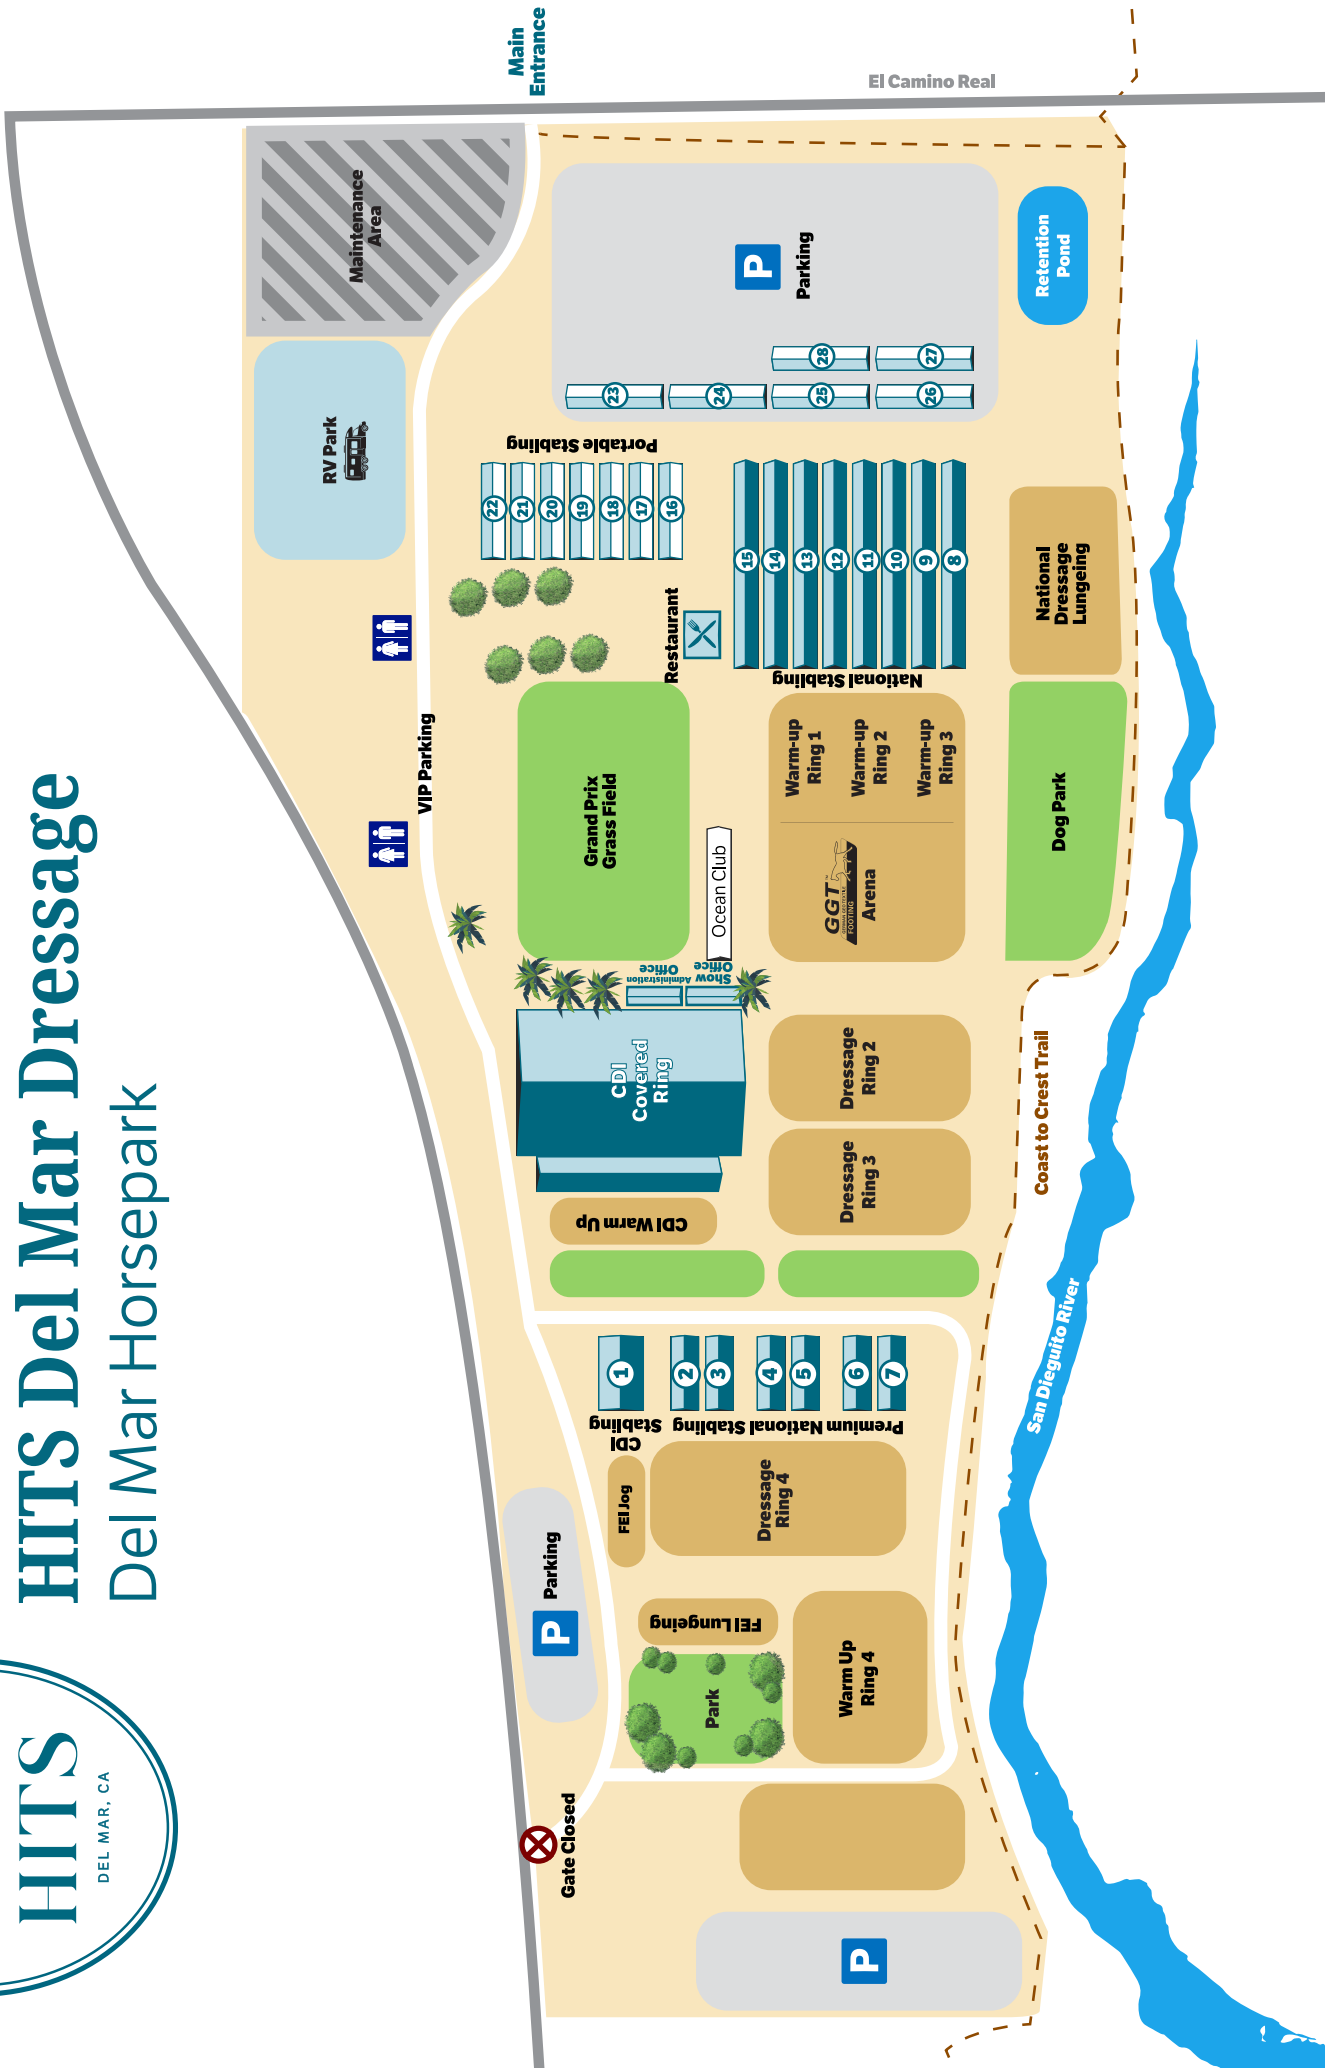 HITS Del Mar Dressage
Del Mar Horsepark
HITS
DEL MAR, CA
Main
Entrance
El Camino Real
Maintenance
Area
RV Park
P
Parking
Retention
Pond
23
24
25
26
27
28
Portable Stabling
22
21
20
19
18
17
16
15
14
13
12
11
10
9
8
National Stabling
Restaurant
National
Dressage
Lungeing
VIP Parking
Grand Prix
Grass Field
Warm-up
Ring 1
Warm-up
Ring 2
Warm-up
Ring 3
GGT™
FOOTING
Arena
Dog Park
Ocean Club
Administration
Office
Show
Office
CDI
Covered
Ring
Dressage
Ring 2
Dressage
Ring 3
CDI Warm Up
Coast to Crest Trail
San Dieguito River
1
2
3
4
5
6
7
CDI
Stabling
Premium National Stabling
FEI Jog
Dressage
Ring 4
P
Parking
FEI Lungeing
Park
Warm Up
Ring 4
Gate Closed
P